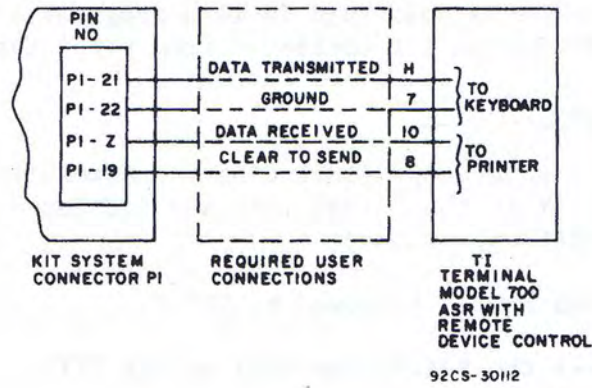 PIN
NO
P1-21
P1-22
P1-Z
P1-19
DATA TRANSMITTED
GROUND
DATA RECEIVED
CLEAR TO SEND
H
7
10
8
TO
KEYBOARD
TO
PRINTER
KIT SYSTEM
CONNECTOR P1
REQUIRED USER
CONNECTIONS
TI
TERMINAL
MODEL 700
ASR WITH
REMOTE
DEVICE CONTROL
92CS-30112